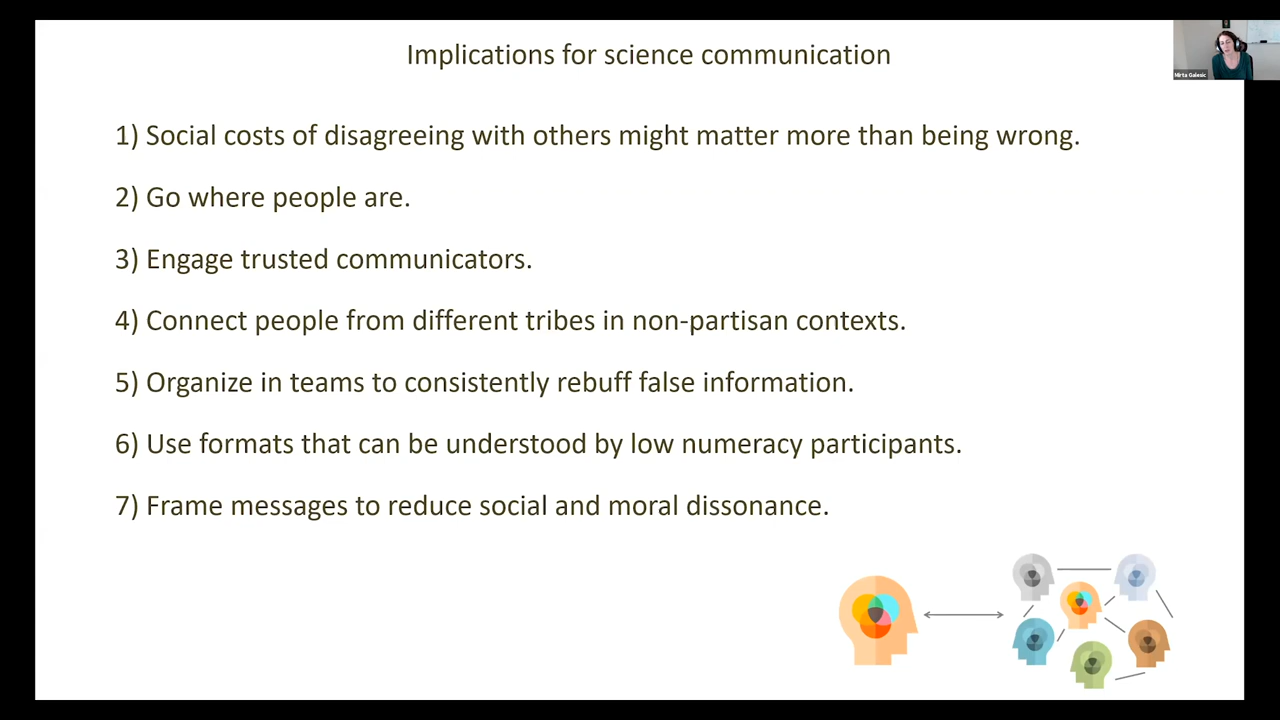 Implications for science communication
Mirta Galesic
1) Social costs of disagreeing with others might matter more than being wrong.
2) Go where people are.
3) Engage trusted communicators.
4) Connect people from different tribes in non-partisan contexts.
5) Organize in teams to consistently rebuff false information.
6) Use formats that can be understood by low numeracy participants.
7) Frame messages to reduce social and moral dissonance.